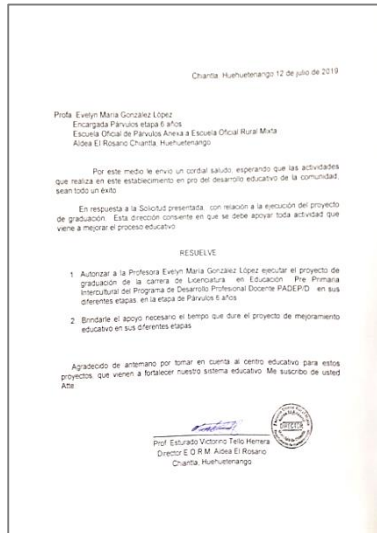 Chiantla, Huehuetenango 12 de julio de 2019
Profa. Evelyn Maria González López
Encargada Párvulos etapa 6 años
Escuela Oficial de Párvulos Anexa a Escuela Oficial Rural Mixta
Aldea El Rosario Chiantla, Huehuetenango
Por este medio le envío un cordial saludo, esperando que las actividades
que realiza en este establecimiento en pro del desarrollo educativo de la comunidad,
sean todo un éxito.
En respuesta a la Solicitud presentada, con relación a la ejecución del proyecto
de graduación. Esta dirección consiente en que se debe apoyar toda actividad que
viene a mejorar el proceso educativo.
RESUELVE
1 Autorizar a la Profesora Evelyn Maria González López ejecutar el proyecto de
graduación de la carrera de Licenciatura en Educación Pre Primaria
Intercultural del Programa de Desarrollo Profesional Docente PADEP/D en sus
diferentes etapas, en la etapa de Párvulos 6 años
2 Brindarle el apoyo necesario el tiempo que dure el proyecto de mejoramiento
educativo en sus diferentes etapas
Agradecido de antemano por tomar en cuenta al centro educativo para estos
proyectos, que vienen a fortalecer nuestro sistema educativo. Me suscribo de usted
Atte
DIRECTOR
Prof. Esturado Victorino Tello Herrera
Director E.O.R.M. Aldea El Rosario
Chiantla, Huehuetenango